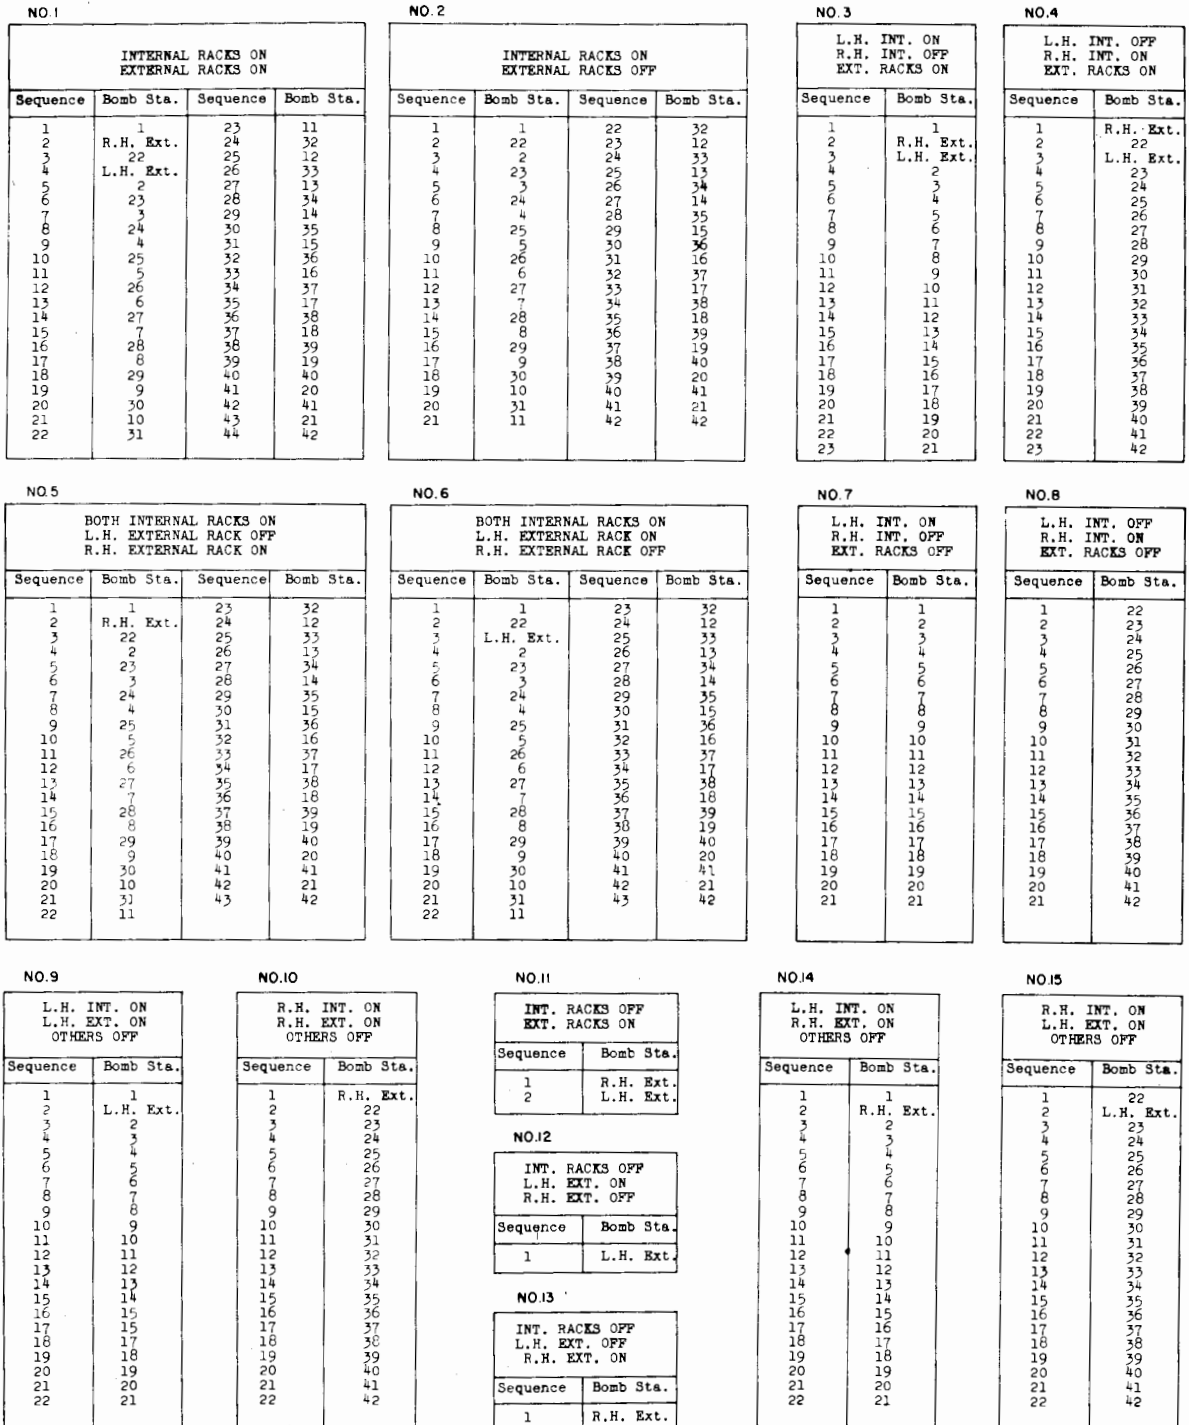 NO.1
INTERNAL RACKS ON
EXTERNAL RACKS ON
Sequence Bomb Sta. Sequence Bomb Sta.
1 1 23 11
2 R.H. Ext. 24 32
3 22 25 12
4 L.H. Ext. 26 33
5 2 27 13
6 23 28 34
7 3 29 14
8 24 30 35
9 4 31 15
10 25 32 36
11 5 33 16
12 26 34 37
13 6 35 17
14 27 36 38
15 7 37 18
16 28 38 39
17 8 39 19
18 29 40 40
19 9 41 20
20 30 42 41
21 10 43 21
22 31 44 42
NO.2
INTERNAL RACKS ON
EXTERNAL RACKS OFF
Sequence Bomb Sta. Sequence Bomb Sta.
1 1 22 32
2 22 23 12
3 2 24 33
4 23 25 13
5 3 26 34
6 24 27 14
7 4 28 35
8 25 29 15
9 5 30 36
10 26 31 16
11 6 32 37
12 27 33 17
13 7 34 38
14 28 35 18
15 8 36 39
16 29 37 19
17 9 38 40
18 30 39 20
19 10 40 41
20 31 41 21
21 11 42 42
NO.3
L.H. INT. ON
R.H. INT. OFF
EXT. RACKS ON
Sequence Bomb Sta.
1 1
2 R.H. Ext.
3 L.H. Ext.
4 2
5 3
6 4
7 5
8 6
9 7
10 8
11 9
12 10
13 11
14 12
15 13
16 14
17 15
18 16
19 17
20 18
21 19
22 20
23 21
NO.4
L.H. INT. OFF
R.H. INT. ON
EXT. RACKS ON
Sequence Bomb Sta.
1 R.H. Ext.
2 22
3 L.H. Ext.
4 23
5 24
6 25
7 26
8 27
9 28
10 29
11 30
12 31
13 32
14 33
15 34
16 35
17 36
18 37
19 38
20 39
21 40
22 41
23 42
NO.5
BOTH INTERNAL RACKS ON
L.H. EXTERNAL RACK OFF
R.H. EXTERNAL RACK ON
Sequence Bomb Sta. Sequence Bomb Sta.
1 1 23 32
2 R.H. Ext. 24 12
3 22 25 33
4 2 26 13
5 23 27 34
6 3 28 14
7 24 29 35
8 4 30 15
9 25 31 36
10 5 32 16
11 26 33 37
12 6 34 17
13 27 35 38
14 7 36 18
15 28 37 39
16 8 38 19
17 29 39 40
18 9 40 20
19 30 41 41
20 10 42 21
21 31 43 42
22 11
NO.6
BOTH INTERNAL RACKS ON
L.H. EXTERNAL RACK ON
R.H. EXTERNAL RACK OFF
Sequence Bomb Sta. Sequence Bomb Sta.
1 1 23 32
2 22 24 12
3 L.H. Ext. 25 33
4 2 26 13
5 23 27 34
6 3 28 14
7 24 29 35
8 4 30 15
9 25 31 36
10 5 32 16
11 26 33 37
12 6 34 17
13 27 35 38
14 7 36 18
15 28 37 39
16 8 38 19
17 29 39 40
18 9 40 20
19 30 41 41
20 10 42 21
21 31 43 42
22 11
NO.7
L.H. INT. ON
R.H. INT. OFF
EXT. RACKS OFF
Sequence Bomb Sta.
1 1
2 2
3 3
4 4
5 5
6 6
7 7
8 8
9 9
10 10
11 11
12 12
13 13
14 14
15 15
16 16
17 17
18 18
19 19
20 20
21 21
NO.8
L.H. INT. OFF
R.H. INT. ON
EXT. RACKS OFF
Sequence Bomb Sta.
1 22
2 23
3 24
4 25
5 26
6 27
7 28
8 29
9 30
10 31
11 32
12 33
13 34
14 35
15 36
16 37
17 38
18 39
19 40
20 41
21 42
NO.9
L.H. INT. ON
L.H. EXT. ON
OTHERS OFF
Sequence Bomb Sta.
1 1
2 L.H. Ext.
3 2
4 3
5 4
6 5
7 6
8 7
9 8
10 9
11 10
12 11
13 12
14 13
15 14
16 15
17 15
18 17
19 18
20 19
21 20
22 21
NO.10
R.H. INT. ON
R.H. EXT. ON
OTHERS OFF
Sequence Bomb Sta.
1 R.H. Ext.
2 22
3 23
4 24
5 25
6 26
7 27
8 28
9 29
10 30
11 31
12 32
13 33
14 34
15 35
16 36
17 37
18 38
19 39
20 40
21 41
22 42
NO.11
INT. RACKS OFF
EXT. RACKS ON
Sequence Bomb Sta.
1 R.H. Ext.
2 L.H. Ext.
NO.12
INT. RACKS OFF
L.H. EXT. ON
R.H. EXT. OFF
Sequence Bomb Sta.
1 L.H. Ext.
NO.13
INT. RACKS OFF
L.H. EXT. OFF
R.H. EXT. ON
Sequence Bomb Sta.
1 R.H. Ext.
NO.14
L.H. INT. ON
R.H. EXT. ON
OTHERS OFF
Sequence Bomb Sta.
1 1
2 R.H. Ext.
3 2
4 3
5 4
6 5
7 6
8 7
9 8
10 9
11 10
12 11
13 12
14 13
15 14
16 15
17 16
18 17
19 18
20 19
21 20
22 21
NO.15
R.H. INT. ON
L.H. EXT. ON
OTHERS OFF
Sequence Bomb Sta.
1 22
2 L.H. Ext.
3 23
4 24
5 25
6 26
7 27
8 28
9 29
10 30
11 31
12 32
13 33
14 34
15 35
16 36
17 37
18 38
19 39
20 40
21 41
22 42